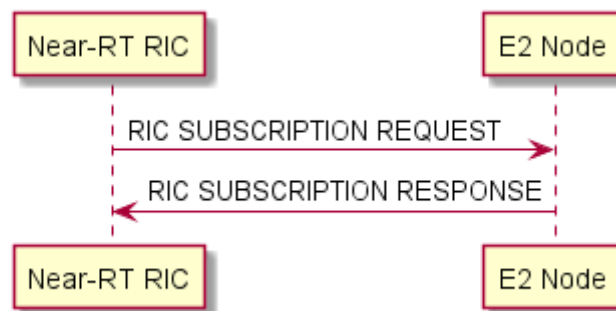 Near-RT RIC
E2 Node
RIC SUBSCRIPTION REQUEST
RIC SUBSCRIPTION RESPONSE
Near-RT RIC
E2 Node